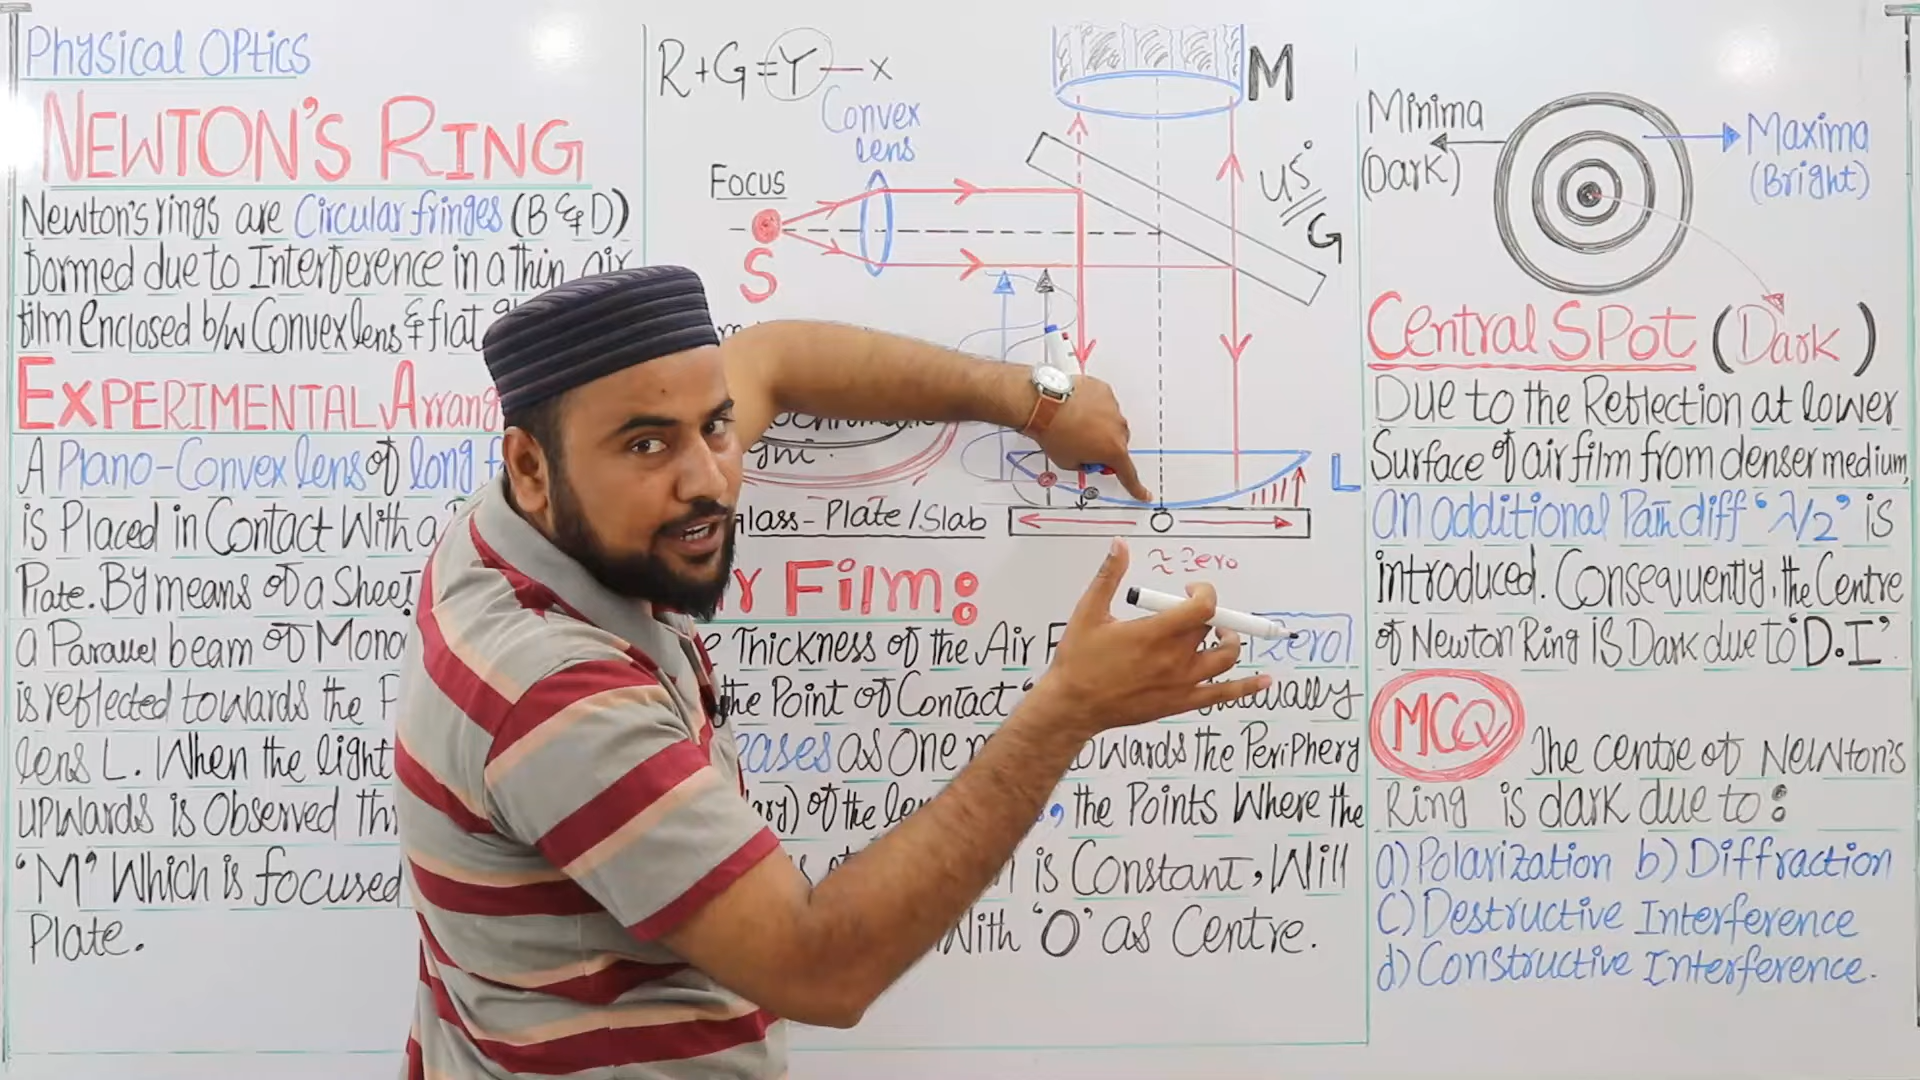 Physical Optics
NEWTON'S RING
Newton's rings are Circular fringes (B & D)
formed due to Interference in a thin air
film enclosed b/w Convex lens & flat
EXPERIMENTAL Arrang
A Plano-Convex lens of long f
is Placed in Contact With a
Plate. By means of a Sheet
a Parallel beam of Mono
is reflected towards the
lens L. When the light
upwards is Observed th
'M' Which is focused
Plate.
R+G=Y—x
Convex
lens
M
Focus
S
45°
G
L
Glass-Plate/Slab
O
≈ Zero
Film:
Thickness of the Air Zero
the Point of Contact
eases as One towards the Periphery
of the the Points Where the
is Constant, Will
With 'O' as Centre.
Minima
(Dark)
Maxima
(Bright)
Central SPot (Dark)
Due to the Reflection at lower
Surface of air film from denser medium,
an additional Path diff 'λ/2' is
introduced. Consequently, the Centre
of Newton Ring is Dark due to 'D.I'.
MCQ The centre of Newton's
Ring is dark due to:
a) Polarization b) Diffraction
c) Destructive Interference
d) Constructive Interference.